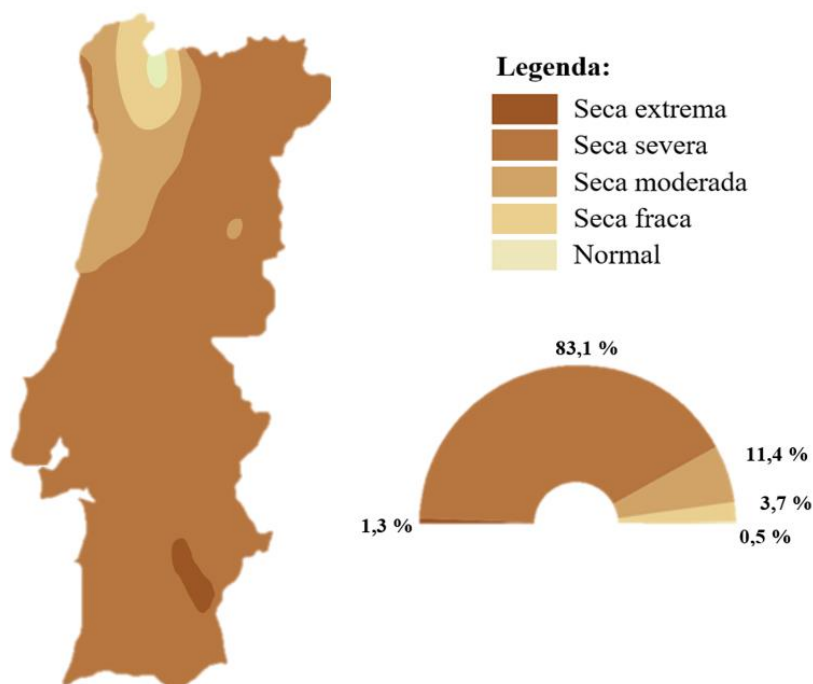 Legenda:
Seca extrema
Seca severa
Seca moderada
Seca fraca
Normal
83,1 %
11,4 %
3,7 %
1,3 %
0,5 %